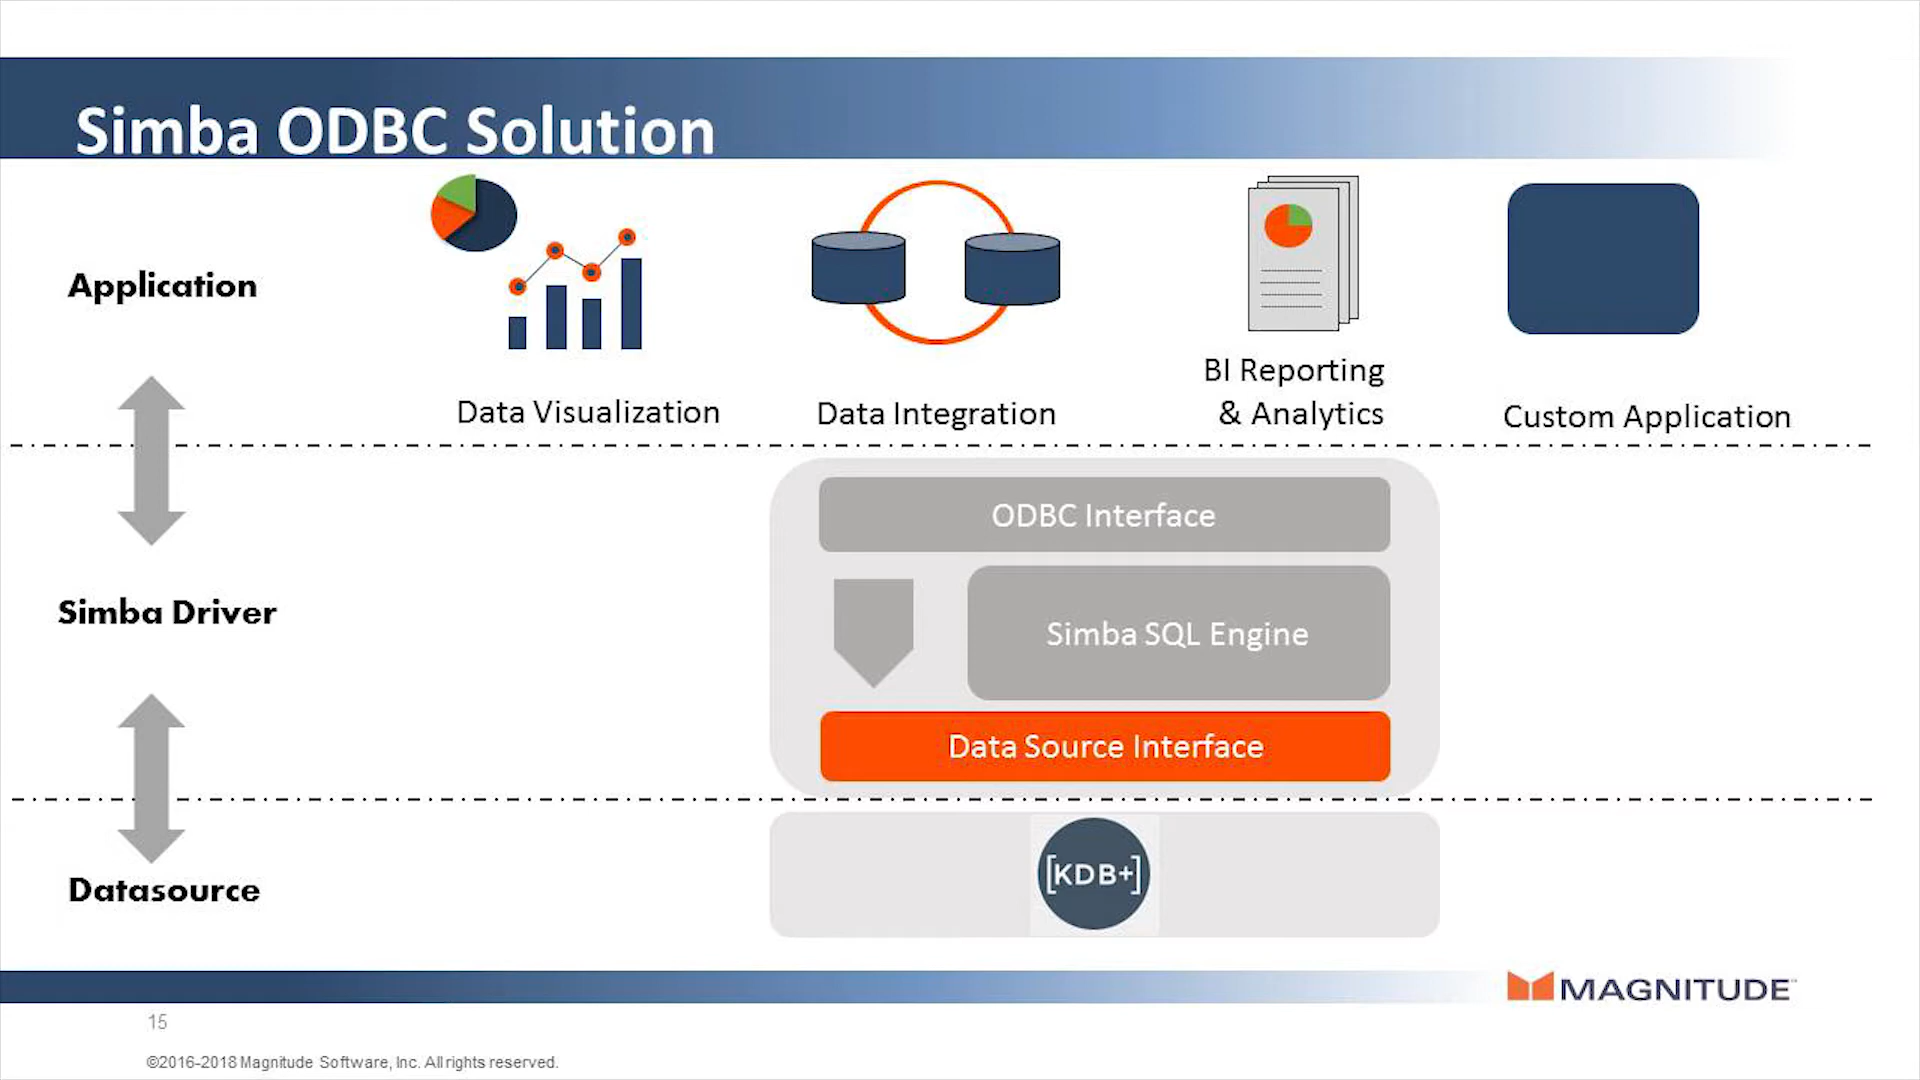 Simba ODBC Solution
Application
Data Visualization
Data Integration
BI Reporting
& Analytics
Custom Application
Simba Driver
ODBC Interface
Simba SQL Engine
Data Source Interface
Datasource
[KDB+]
MAGNITUDE™
15
©2016-2018 Magnitude Software, Inc. All rights reserved.